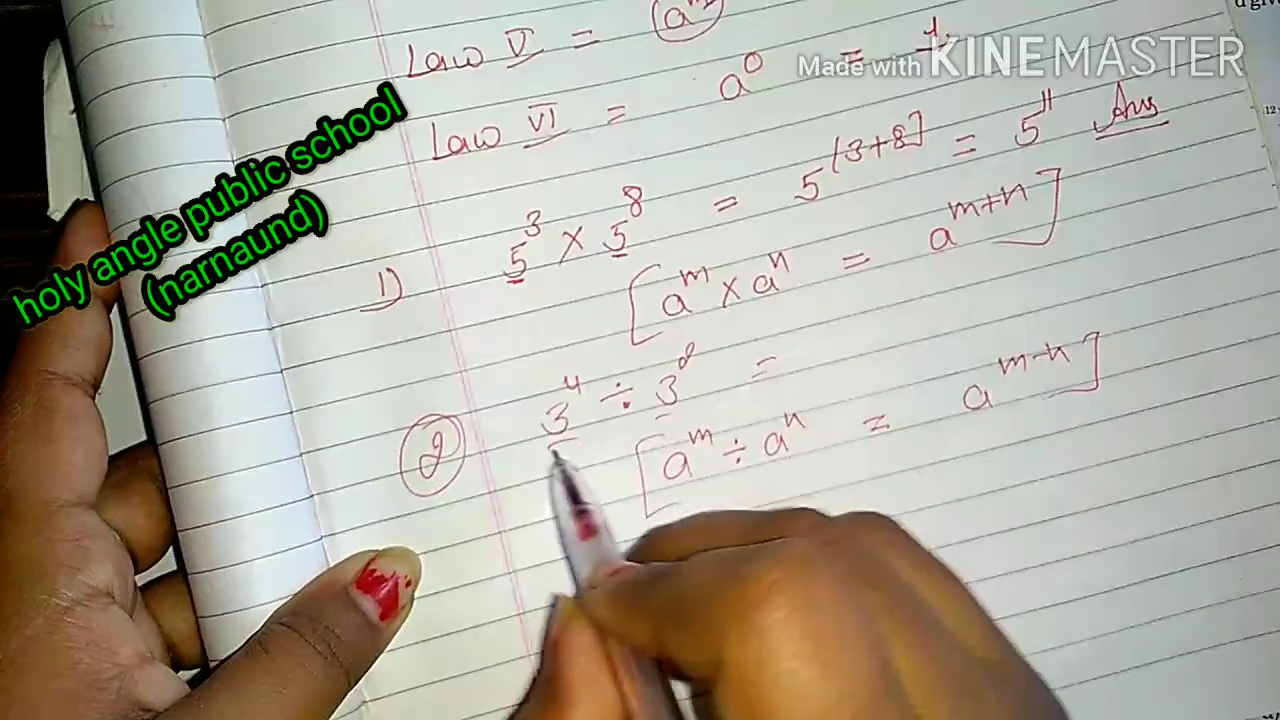 Law V =
Law VI = a⁰ = 1
Made with KINEMASTER
holy angle public school
(narnaund)
1) 5³ × 5⁸ = 5^(3+8] = 5¹¹ Ans
[aᵐ × aⁿ = aᵐ⁺ⁿ]
② 3⁴ ÷ 3⁸ =
[aᵐ ÷ aⁿ = aᵐ⁻ⁿ]